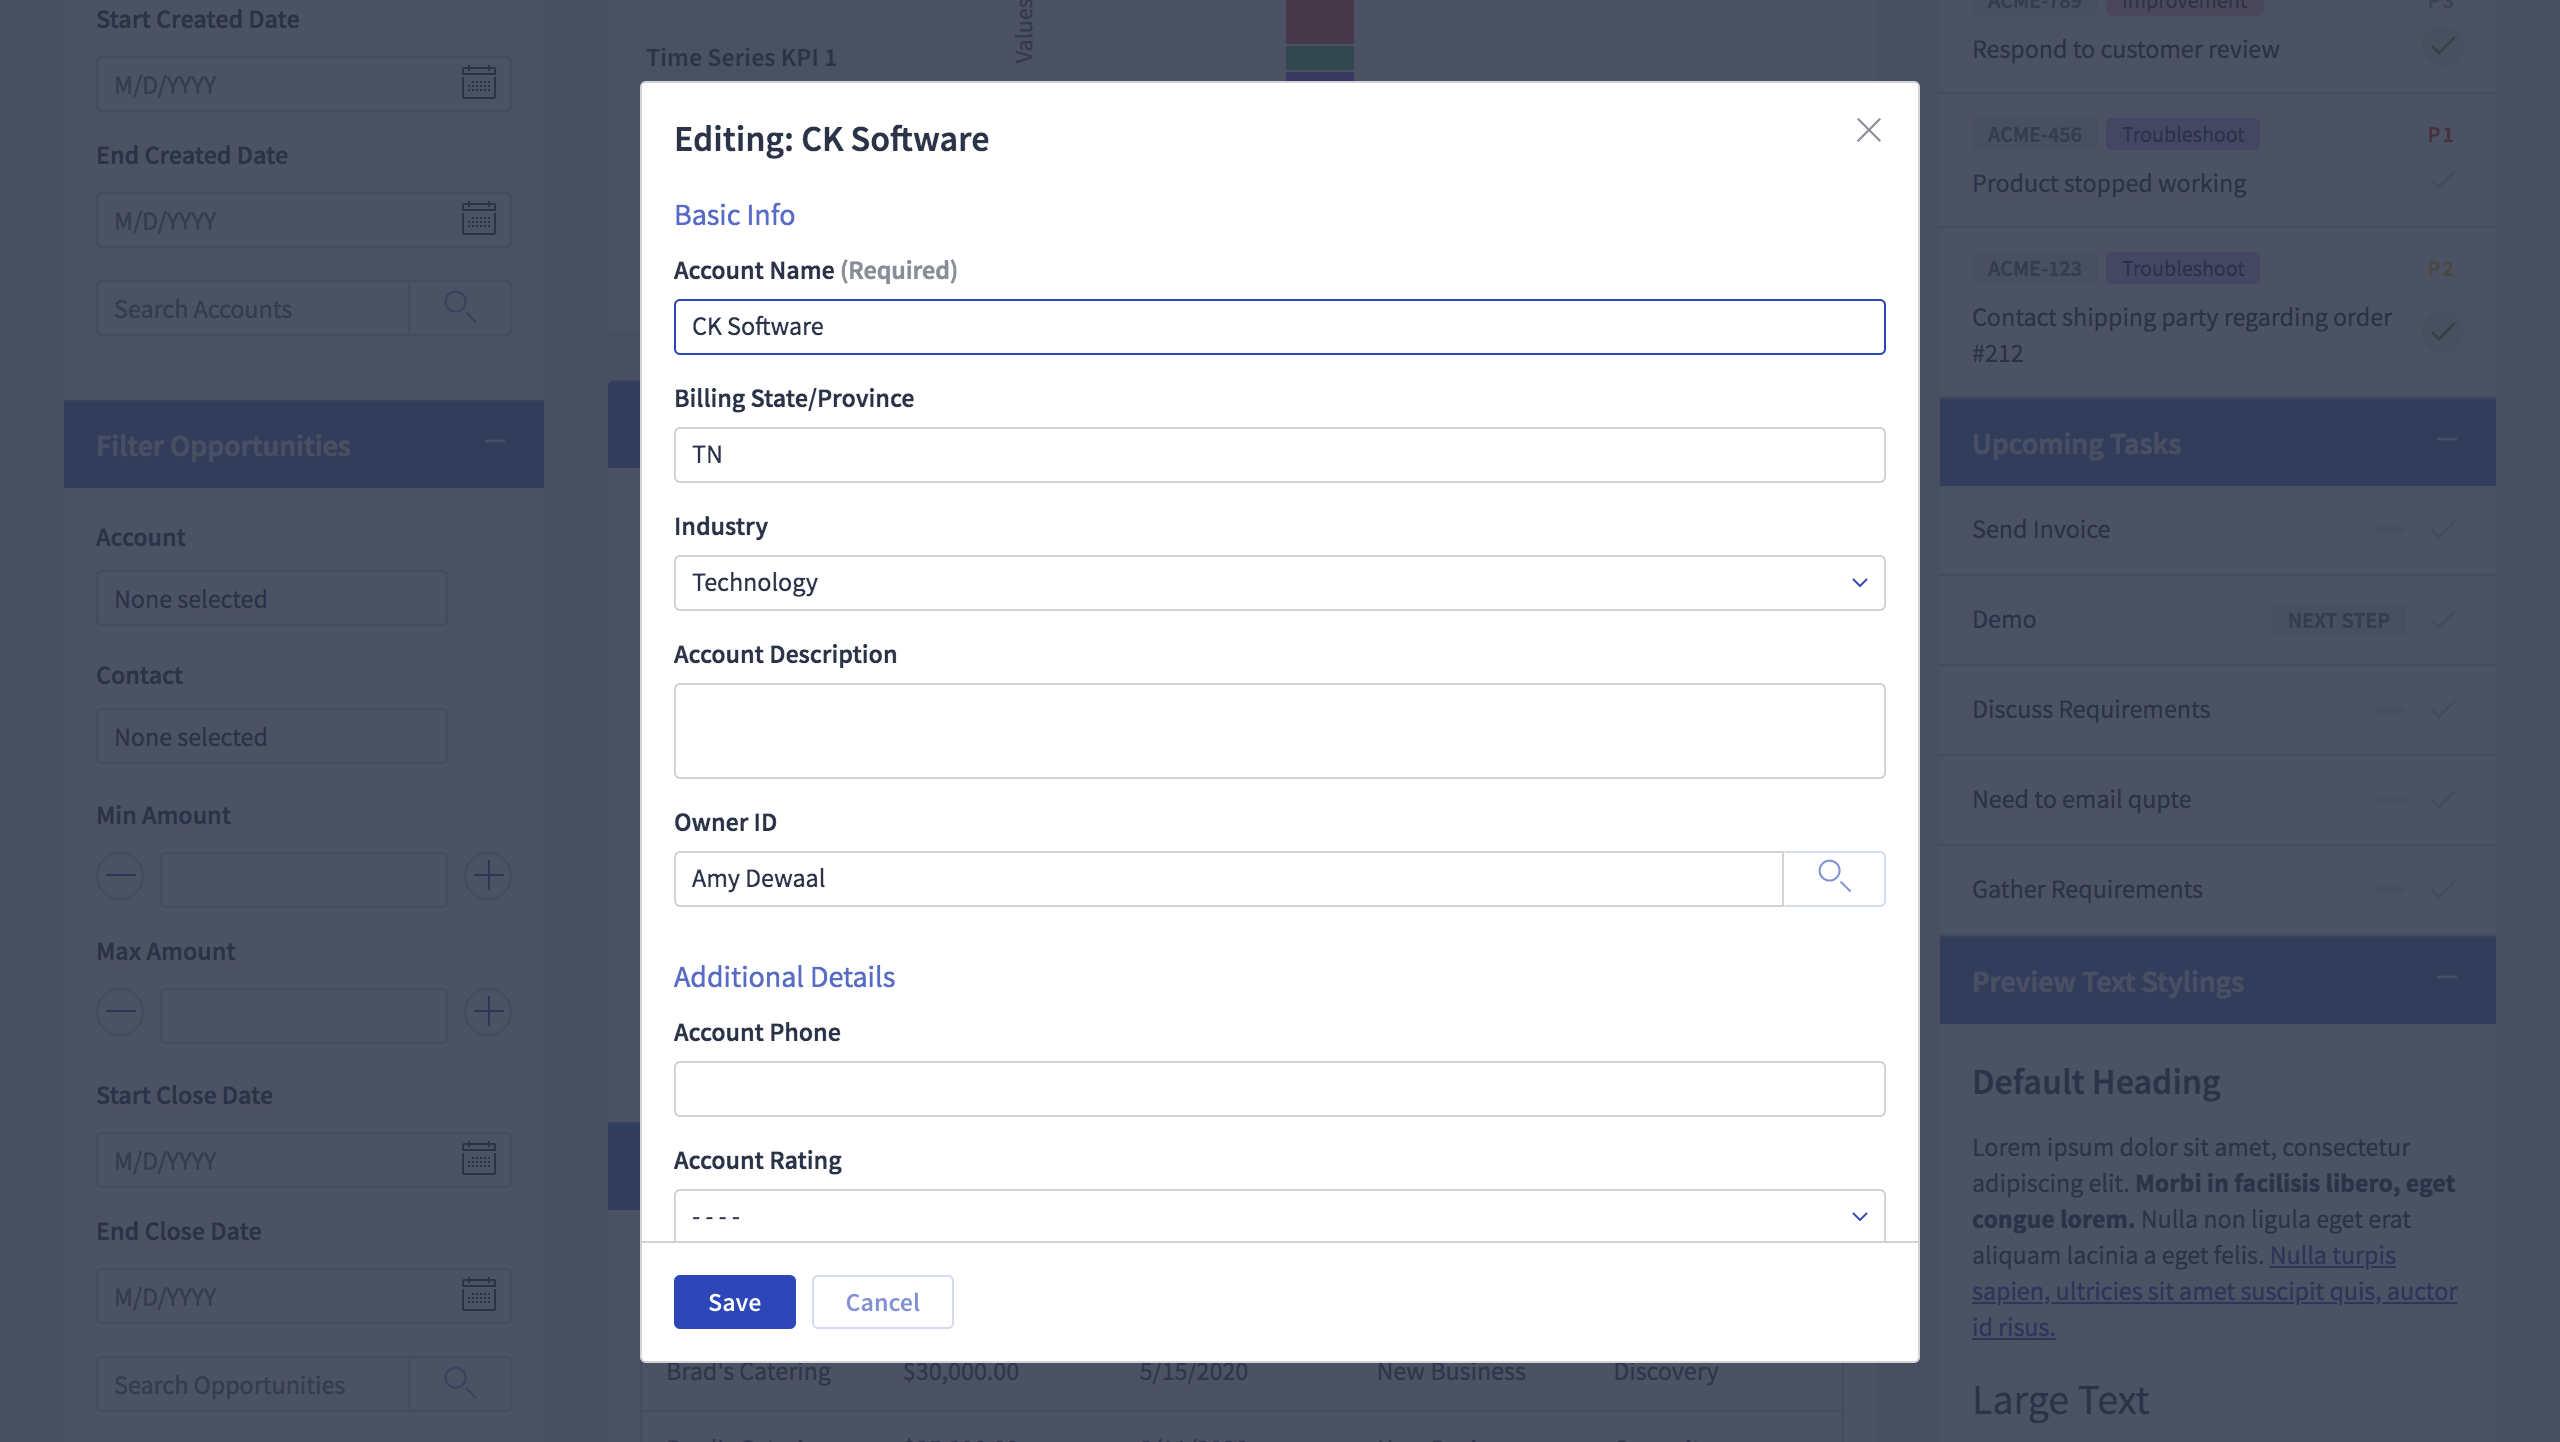 Start Created Date
M/D/YYYY
End Created Date
M/D/YYYY
Search Accounts
Filter Opportunities
Account
None selected
Contact
None selected
Min Amount
Max Amount
Start Close Date
M/D/YYYY
End Close Date
M/D/YYYY
Search Opportunities
Values
Time Series KPI 1
Editing: CK Software
Basic Info
Account Name (Required)
CK Software
Billing State/Province
TN
Industry
Technology
Account Description
Owner ID
Amy Dewaal
Additional Details
Account Phone
Account Rating
----
Save Cancel
Brad's Catering $30,000.00 5/15/2020 New Business Discovery
ACME-789 Improvement P3
Respond to customer review
ACME-456 Troubleshoot P1
Product stopped working
ACME-123 Troubleshoot P2
Contact shipping party regarding order
#212
Upcoming Tasks
Send Invoice
Demo NEXT STEP
Discuss Requirements
Need to email qupte
Gather Requirements
Preview Text Stylings
Default Heading
Lorem ipsum dolor sit amet, consectetur
adipiscing elit. Morbi in facilisis libero, eget
congue lorem. Nulla non ligula eget erat
aliquam lacinia a eget felis. Nulla turpis
sapien, ultricies sit amet suscipit quis, auctor
id risus.
Large Text